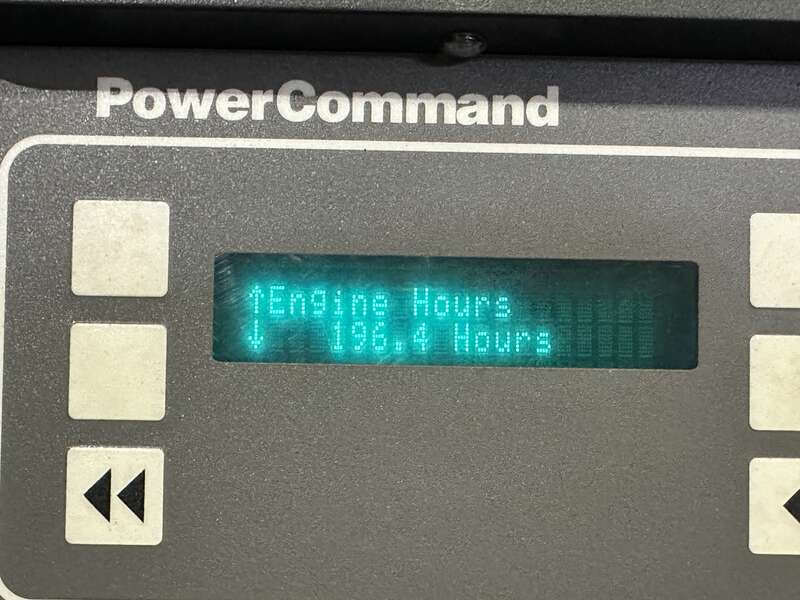 PowerCommand
↑Engine Hours
↓ 196.4 Hours